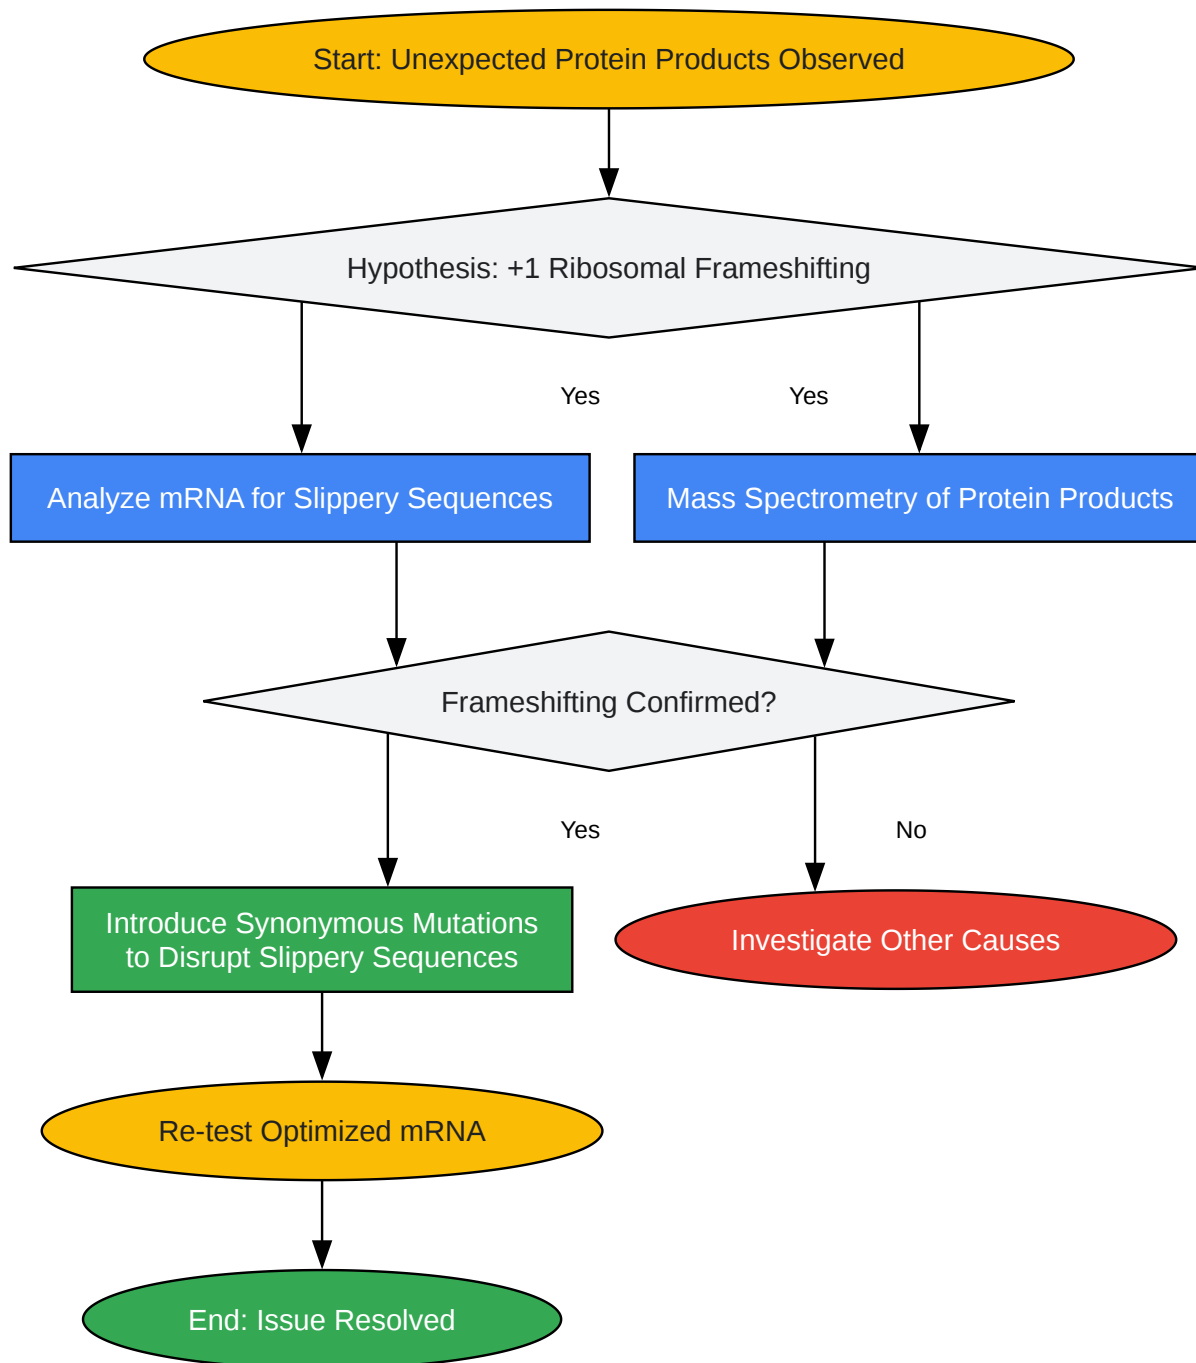 Start: Unexpected Protein Products Observed
Hypothesis: +1 Ribosomal Frameshifting
Yes
Yes
Analyze mRNA for Slippery Sequences
Mass Spectrometry of Protein Products
Frameshifting Confirmed?
Yes
No
Introduce Synonymous Mutations
to Disrupt Slippery Sequences
Investigate Other Causes
Re-test Optimized mRNA
End: Issue Resolved